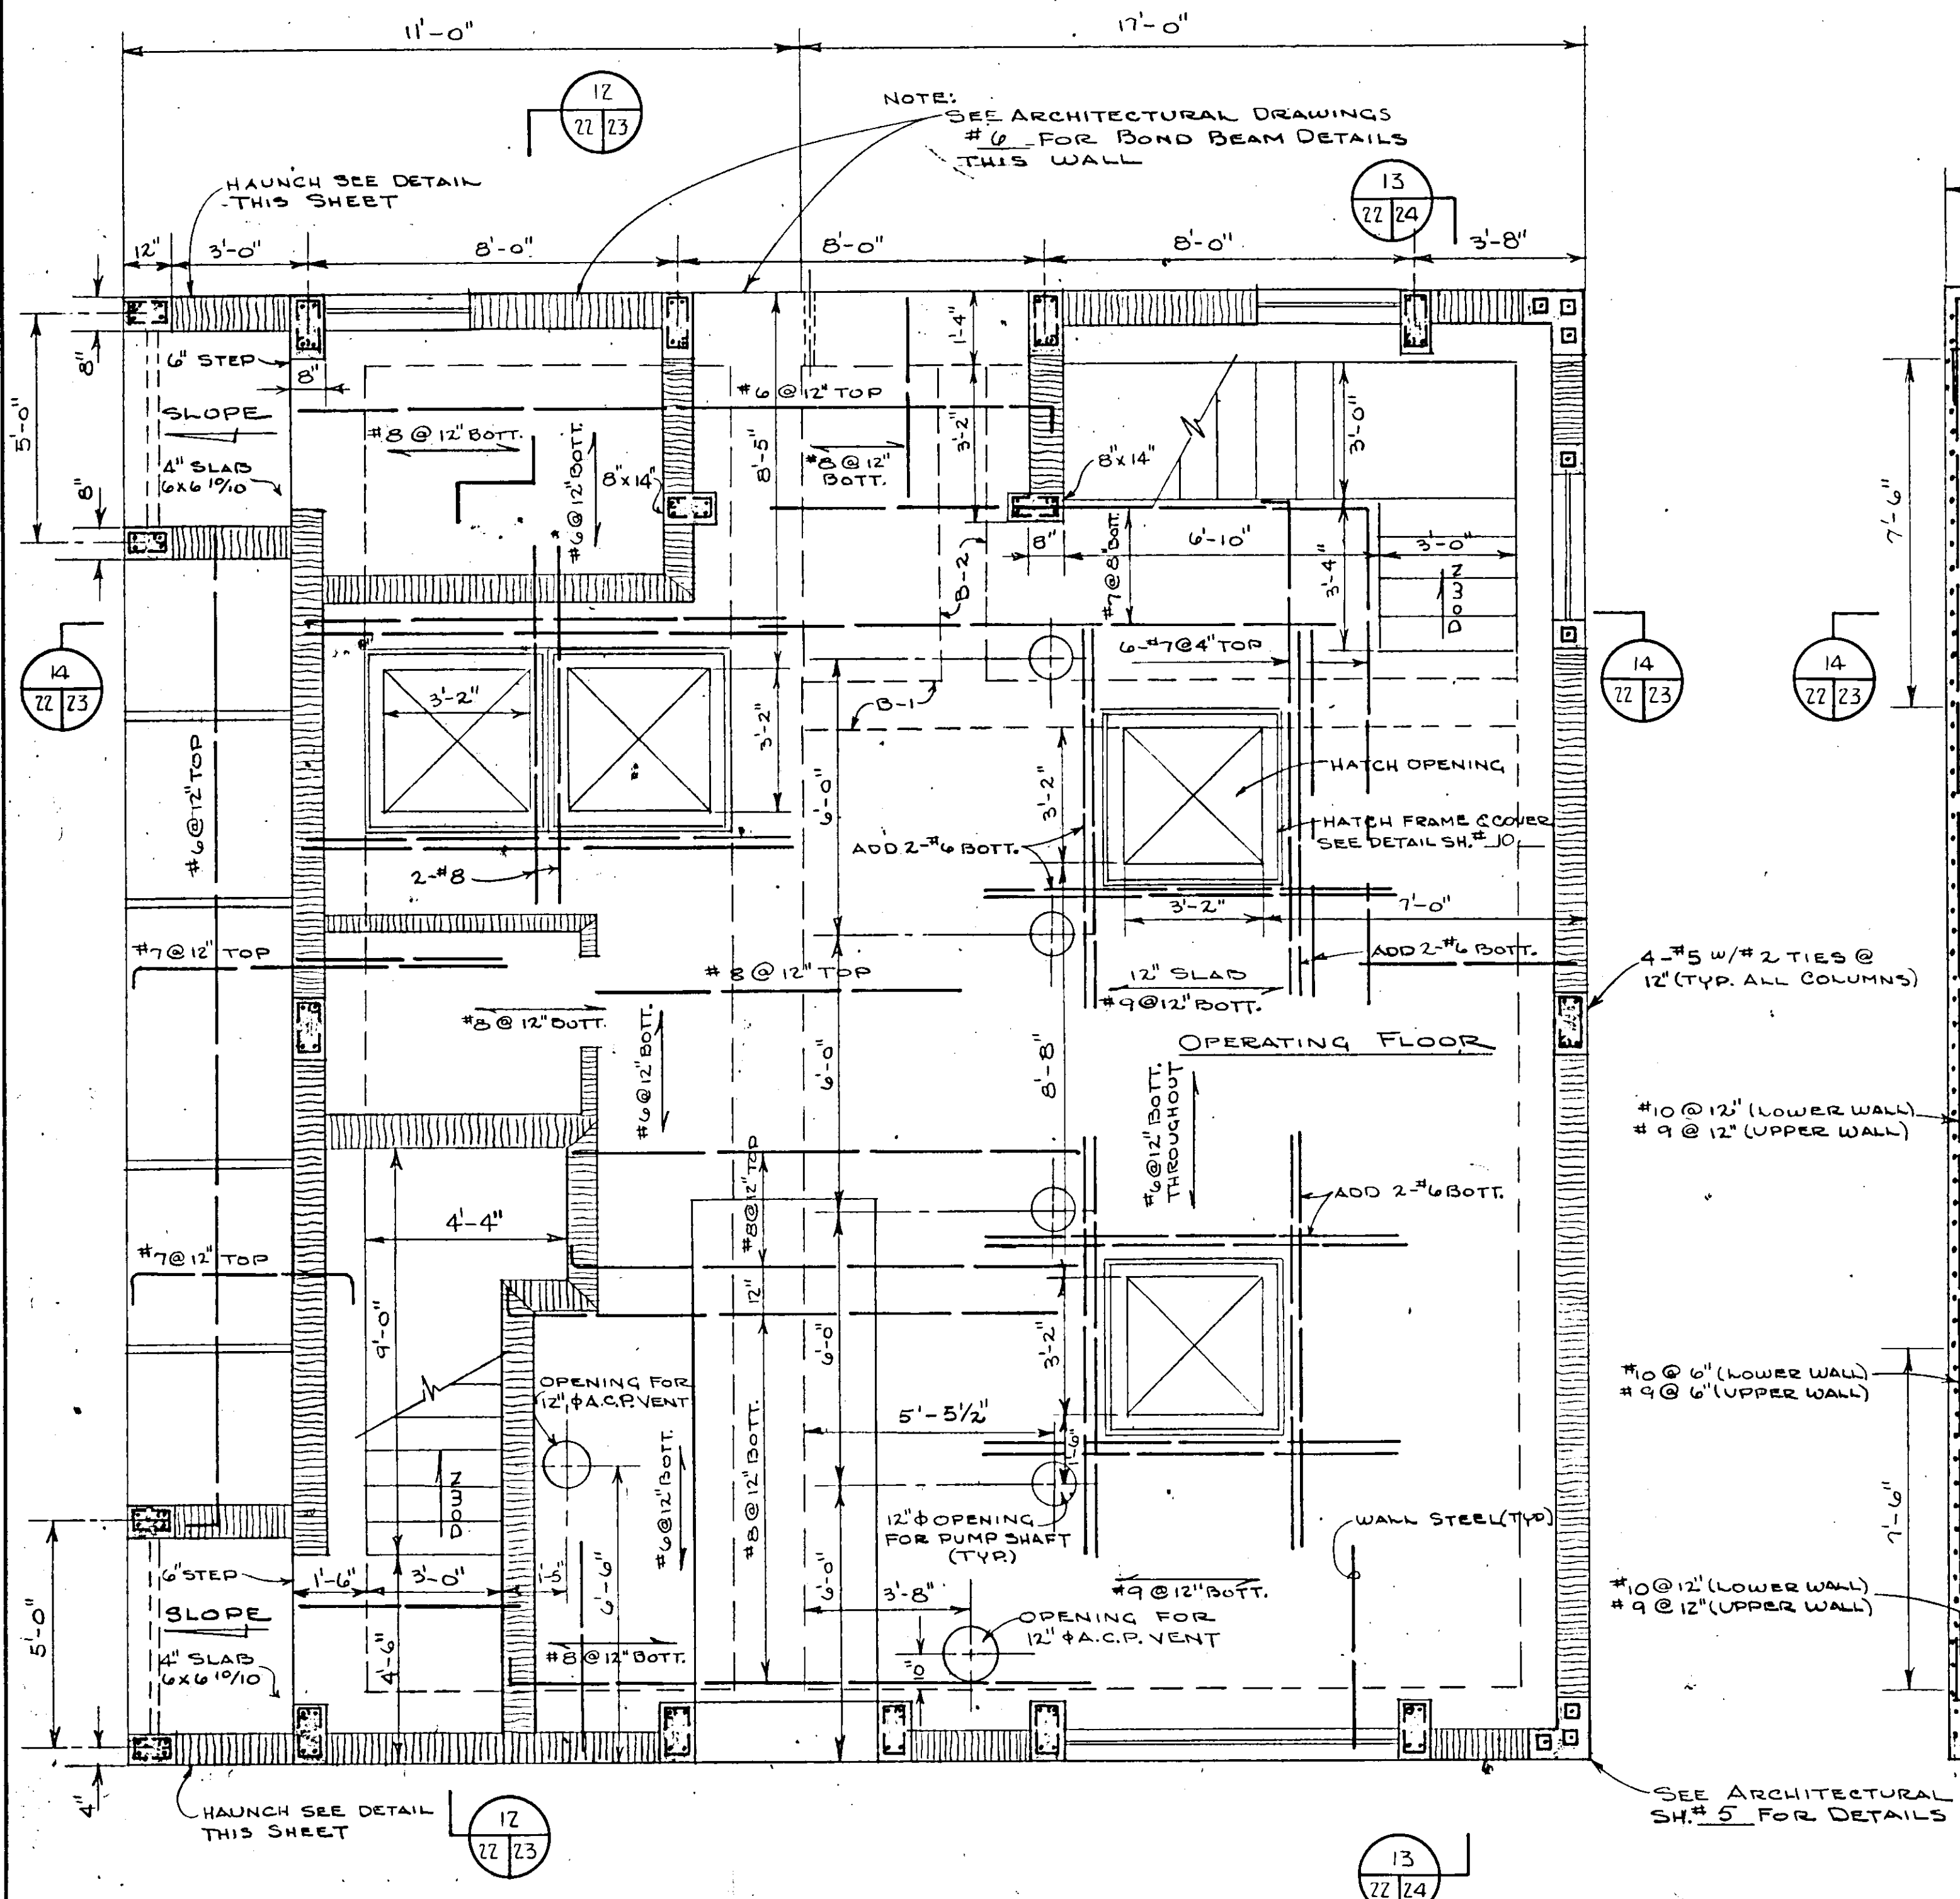 11'-0"
17'-0"
12
22 23
NOTE:
SEE ARCHITECTURAL DRAWINGS
#6 FOR BOND BEAM DETAILS
THIS WALL
HAUNCH SEE DETAIL
THIS SHEET
13
22 24
12"
3'-0"
8'-0"
8'-0"
8'-0"
3'-8"
8"
5'-0"
8"
6" STEP
8"
SLOPE
4" SLAB
6x6 10/10
#8 @ 12" BOTT.
#6 @ 12" BOTT.
8"x14"
#6 @ 12" TOP
8'-5"
#8 @ 12"
BOTT.
1'-4"
3'-2"
8"x14"
3'-0"
8"
6'-10"
3'-0"
3'-4"
#7 @ 8" BOTT.
B-2
DOWN
7'-6"
14
22 23
14
22 23
14
22 23
6-#7 @ 4" TOP
3'-2"
3'-2"
B-1
#6 @ 12" TOP
6'-0"
3'-2"
HATCH OPENING
HATCH FRAME & COVER
SEE DETAIL SH.# 10
ADD 2-#6 BOTT.
2-#8
3'-2"
7'-0"
#7 @ 12" TOP
#8 @ 12" TOP
12" SLAB
#9 @ 12" BOTT.
ADD 2-#6 BOTT.
4-#5 W/#2 TIES @
12" (TYP. ALL COLUMNS)
#8 @ 12" BOTT.
#6 @ 12" BOTT.
6'-0"
8'-8"
OPERATING FLOOR
#6 @ 12" BOTT.
THROUGHOUT
#10 @ 12" (LOWER WALL)
#9 @ 12" (UPPER WALL)
4'-4"
#8 @ 12" TOP
ADD 2-#6 BOTT.
#7 @ 12" TOP
9'-0"
12"
6'-0"
3'-2"
#10 @ 6" (LOWER WALL)
#9 @ 6" (UPPER WALL)
OPENING FOR
12" φ A.C.P. VENT
5'-5 1/2"
1'-6"
#6 @ 12" BOTT.
#8 @ 12" BOTT.
DOWN
12" φ OPENING
FOR PUMP SHAFT
(TYP.)
WALL STEEL (TYP)
7'-6"
6" STEP
1'-6"
3'-0"
1'-5"
6'-6"
6'-0"
3'-8"
#9 @ 12" BOTT.
#10 @ 12" (LOWER WALL)
#9 @ 12" (UPPER WALL)
SLOPE
5'-0"
4" SLAB
6x6 10/10
4'-6"
#8 @ 12" BOTT.
10"
OPENING FOR
12" φ A.C.P. VENT
4"
HAUNCH SEE DETAIL
THIS SHEET
12
22 23
13
22 24
SEE ARCHITECTURAL
SH.# 5 FOR DETAILS